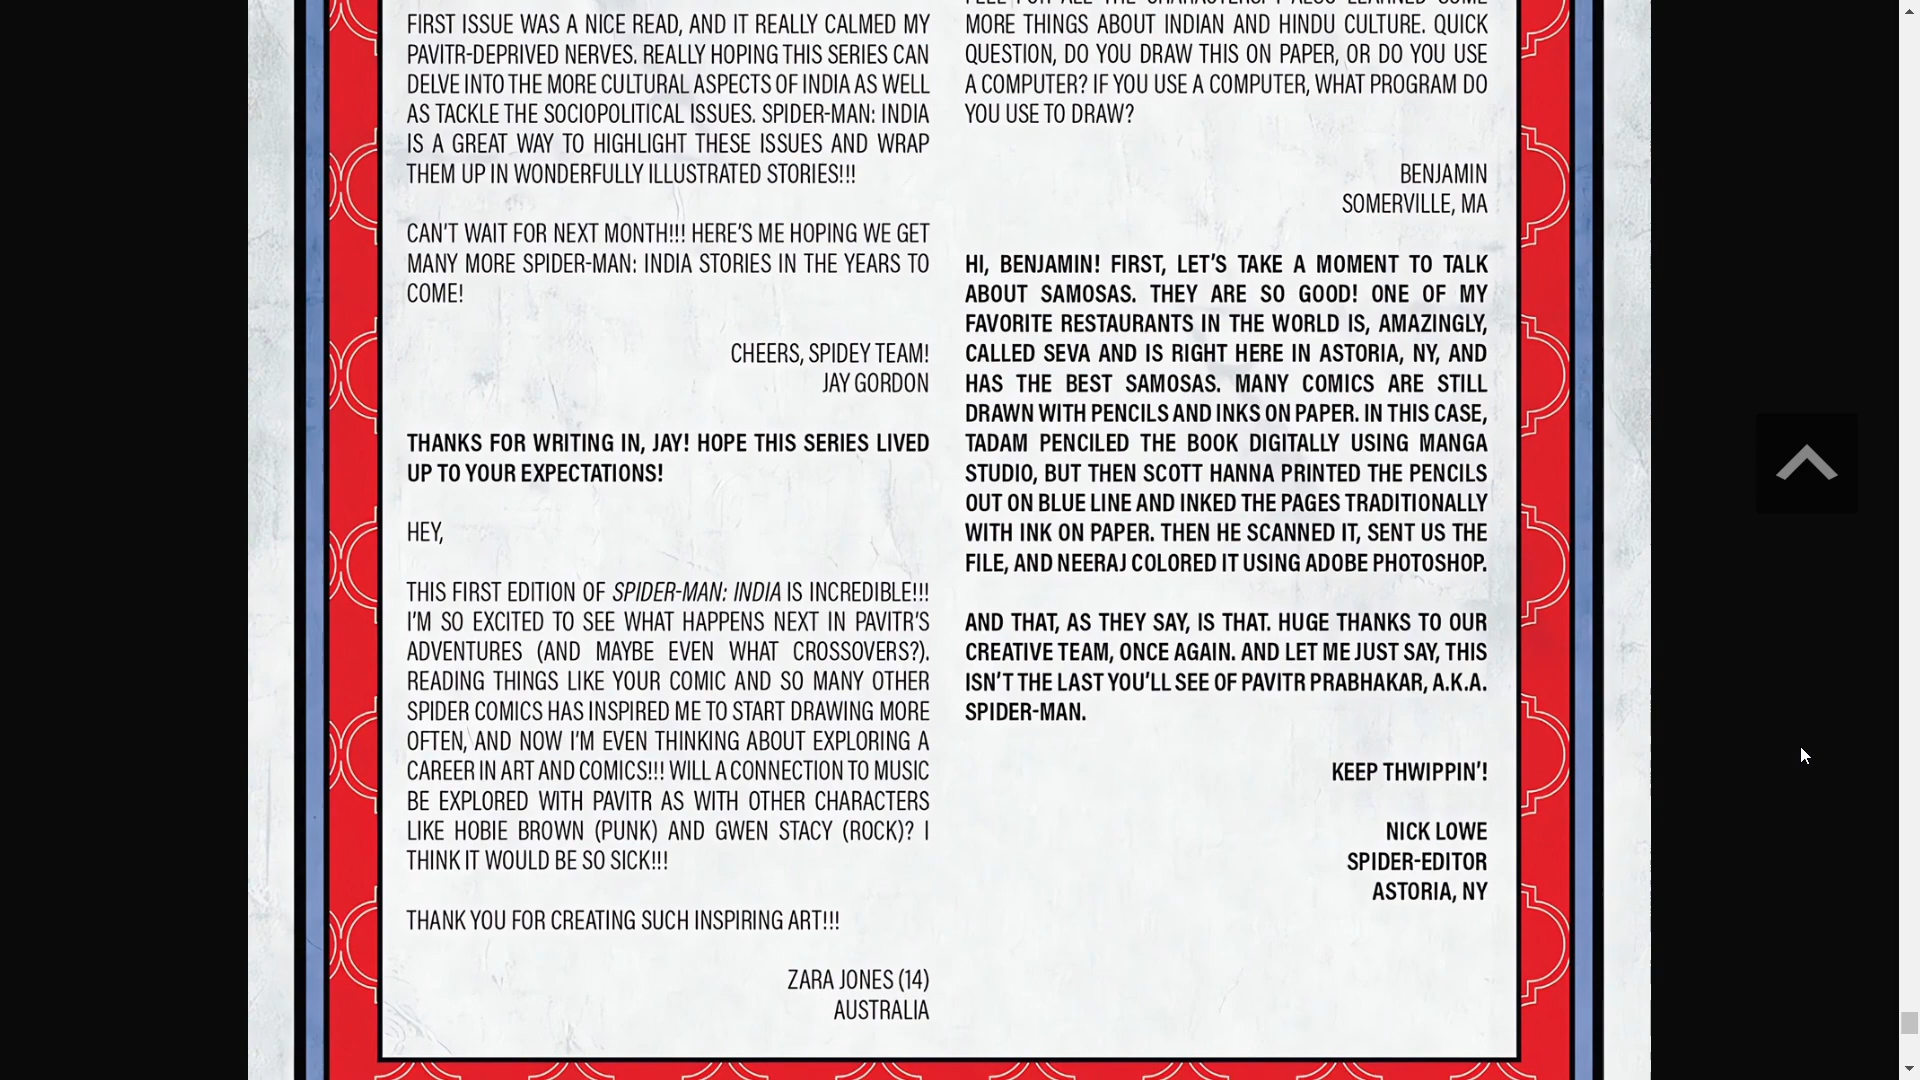 FIRST ISSUE WAS A NICE READ, AND IT REALLY CALMED MY
PAVITR-DEPRIVED NERVES. REALLY HOPING THIS SERIES CAN
DELVE INTO THE MORE CULTURAL ASPECTS OF INDIA AS WELL
AS TACKLE THE SOCIOPOLITICAL ISSUES. SPIDER-MAN: INDIA
IS A GREAT WAY TO HIGHLIGHT THESE ISSUES AND WRAP
THEM UP IN WONDERFULLY ILLUSTRATED STORIES!!!
CAN'T WAIT FOR NEXT MONTH!!! HERE'S ME HOPING WE GET
MANY MORE SPIDER-MAN: INDIA STORIES IN THE YEARS TO
COME!
CHEERS, SPIDEY TEAM!
JAY GORDON
THANKS FOR WRITING IN, JAY! HOPE THIS SERIES LIVED
UP TO YOUR EXPECTATIONS!
HEY,
THIS FIRST EDITION OF SPIDER-MAN: INDIA IS INCREDIBLE!!!
I'M SO EXCITED TO SEE WHAT HAPPENS NEXT IN PAVITR'S
ADVENTURES (AND MAYBE EVEN WHAT CROSSOVERS?).
READING THINGS LIKE YOUR COMIC AND SO MANY OTHER
SPIDER COMICS HAS INSPIRED ME TO START DRAWING MORE
OFTEN, AND NOW I'M EVEN THINKING ABOUT EXPLORING A
CAREER IN ART AND COMICS!!! WILL A CONNECTION TO MUSIC
BE EXPLORED WITH PAVITR AS WITH OTHER CHARACTERS
LIKE HOBIE BROWN (PUNK) AND GWEN STACY (ROCK)? I
THINK IT WOULD BE SO SICK!!!
THANK YOU FOR CREATING SUCH INSPIRING ART!!!
ZARA JONES (14)
AUSTRALIA
FEEL FOR ALL THE CHARACTERS. I ALSO LEARNED SOME
MORE THINGS ABOUT INDIAN AND HINDU CULTURE. QUICK
QUESTION, DO YOU DRAW THIS ON PAPER, OR DO YOU USE
A COMPUTER? IF YOU USE A COMPUTER, WHAT PROGRAM DO
YOU USE TO DRAW?
BENJAMIN
SOMERVILLE, MA
HI, BENJAMIN! FIRST, LET'S TAKE A MOMENT TO TALK
ABOUT SAMOSAS. THEY ARE SO GOOD! ONE OF MY
FAVORITE RESTAURANTS IN THE WORLD IS, AMAZINGLY,
CALLED SEVA AND IS RIGHT HERE IN ASTORIA, NY, AND
HAS THE BEST SAMOSAS. MANY COMICS ARE STILL
DRAWN WITH PENCILS AND INKS ON PAPER. IN THIS CASE,
TADAM PENCILED THE BOOK DIGITALLY USING MANGA
STUDIO, BUT THEN SCOTT HANNA PRINTED THE PENCILS
OUT ON BLUE LINE AND INKED THE PAGES TRADITIONALLY
WITH INK ON PAPER. THEN HE SCANNED IT, SENT US THE
FILE, AND NEERAJ COLORED IT USING ADOBE PHOTOSHOP.
AND THAT, AS THEY SAY, IS THAT. HUGE THANKS TO OUR
CREATIVE TEAM, ONCE AGAIN. AND LET ME JUST SAY, THIS
ISN'T THE LAST YOU'LL SEE OF PAVITR PRABHAKAR, A.K.A.
SPIDER-MAN.
KEEP THWIPPIN'!
NICK LOWE
SPIDER-EDITOR
ASTORIA, NY